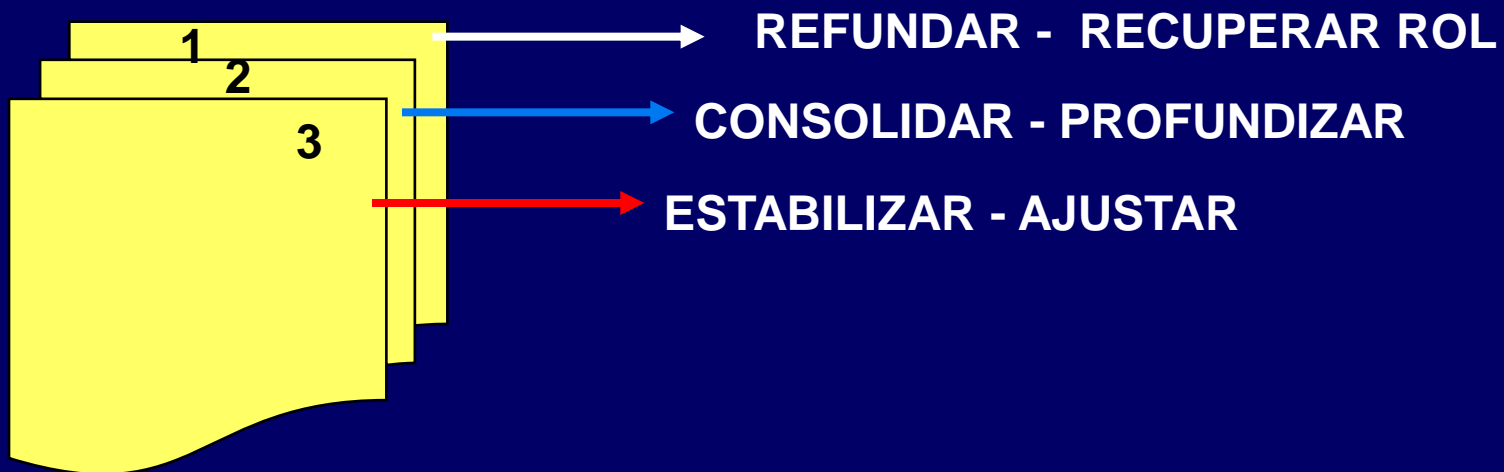 1
REFUNDAR - RECUPERAR ROL
2
CONSOLIDAR - PROFUNDIZAR
3
ESTABILIZAR - AJUSTAR